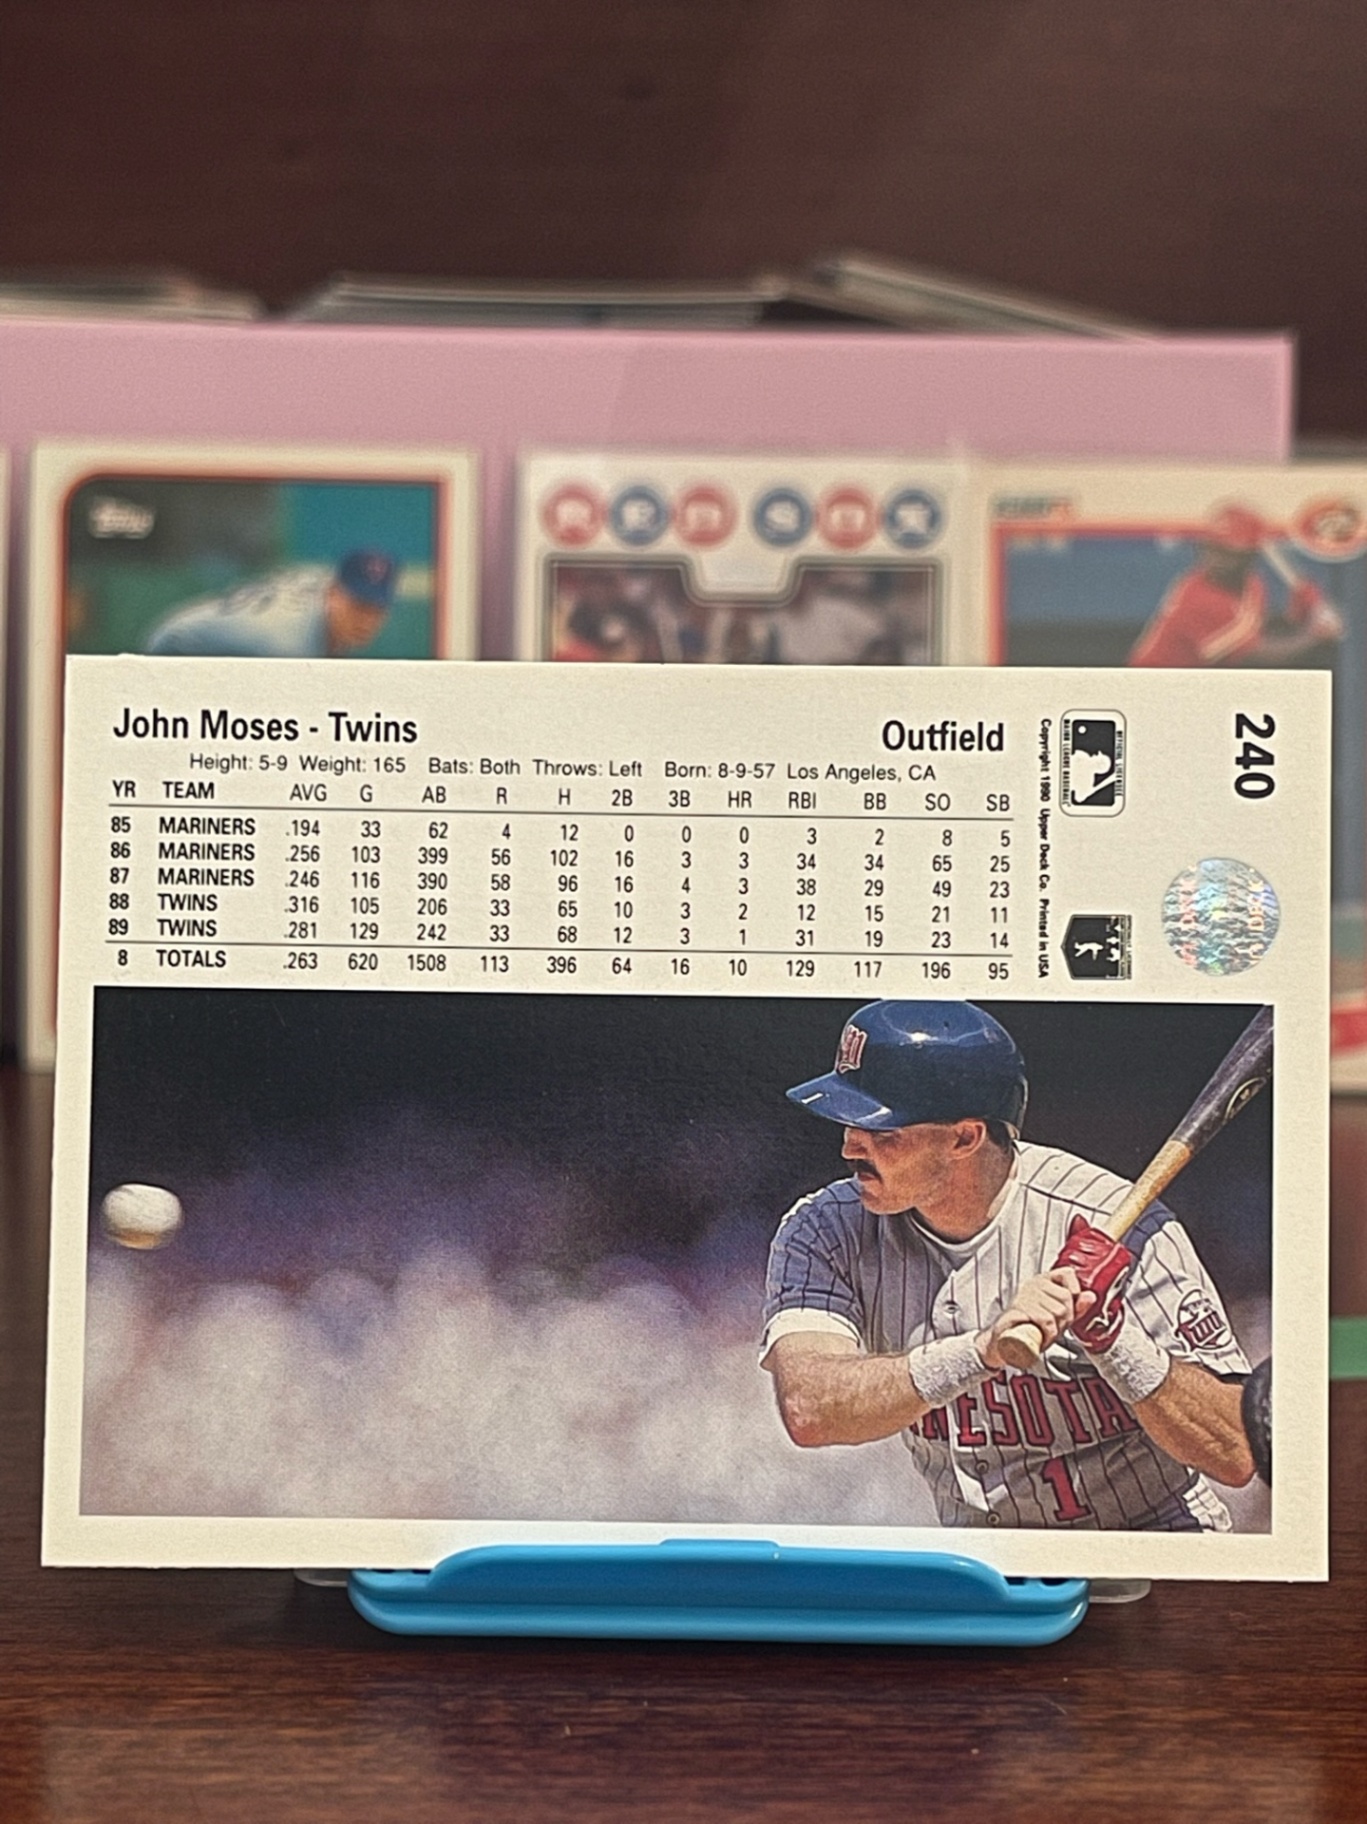 Topps
RED SOX
John Moses - Twins Outfield
Height: 5-9 Weight: 165 Bats: Both Throws: Left Born: 8-9-57 Los Angeles, CA
YR TEAM AVG G AB R H 2B 3B HR RBI BB SO SB
85 MARINERS .194 33 62 4 12 0 0 0 3 2 8 5
86 MARINERS .256 103 399 56 102 16 3 3 34 34 65 25
87 MARINERS .246 116 390 58 96 16 4 3 38 29 49 23
88 TWINS .316 105 206 33 65 10 3 2 12 15 21 11
89 TWINS .281 129 242 33 68 12 3 1 31 19 23 14
8 TOTALS .263 620 1508 113 396 64 16 10 129 117 196 95
Copyright 1990 Upper Deck Co. Printed in USA
240
M
Twins
NESOTA
1